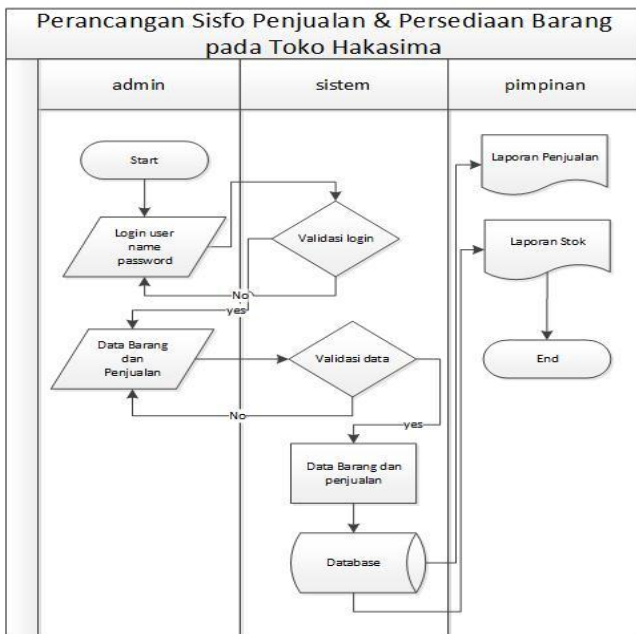 Perancangan Sisfo Penjualan & Persediaan Barang
pada Toko Hakasima
admin
sistem
pimpinan
Start
Login user
name
password
Validasi login
No
yes
Data Barang
dan
Penjualan
Validasi data
No
yes
Data Barang dan
penjualan
Database
Laporan Penjualan
Laporan Stok
End